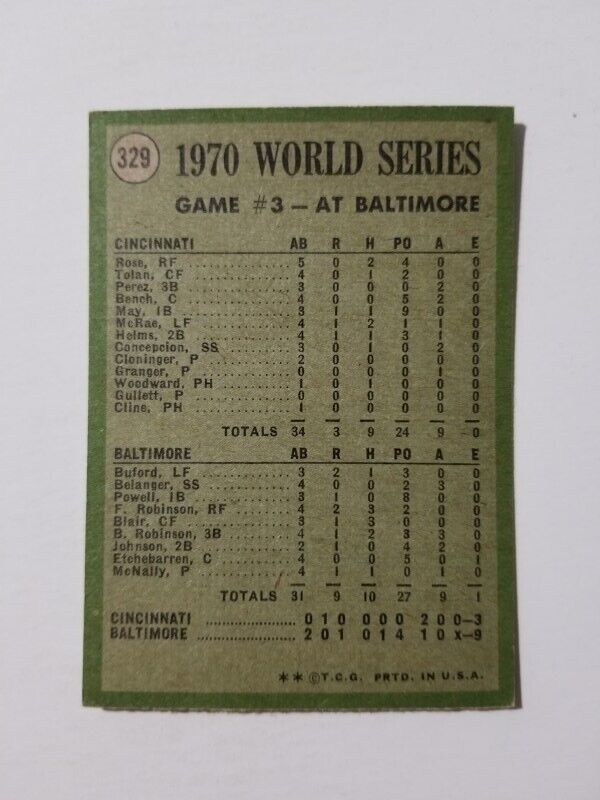 329 1970 WORLD SERIES
GAME #3 — AT BALTIMORE
CINCINNATI AB R H PO A E
Rose, RF .............. 5 0 2 4 0 0
Tolan, CF ............. 4 0 1 2 0 0
Perez, 3B ............. 3 0 0 0 2 0
Bench, C .............. 4 0 0 5 2 0
May, 1B ............... 3 1 1 9 0 0
McRae, LF ............. 4 1 2 1 1 0
Helms, 2B ............. 4 1 1 3 1 0
Concepcion, SS ........ 3 0 1 0 2 0
Cloninger, P .......... 2 0 0 0 0 0
Granger, P ............ 0 0 0 0 1 0
Woodward, PH .......... 1 0 1 0 0 0
Gullett, P ............ 0 0 0 0 0 0
Cline, PH ............. 1 0 0 0 0 0
TOTALS 34 3 9 24 9 0
BALTIMORE AB R H PO A E
Buford, LF ............ 3 2 1 3 0 0
Belanger, SS .......... 4 0 0 2 3 0
Powell, 1B ............ 3 1 0 8 0 0
F. Robinson, RF ....... 4 2 3 2 0 0
Blair, CF ............. 3 1 3 0 0 0
B. Robinson, 3B ....... 4 1 2 3 3 0
Johnson, 2B ........... 2 1 0 4 2 0
Etchebarren, C ........ 4 0 0 5 0 1
McNally, P ............ 4 1 1 0 1 0
TOTALS 31 9 10 27 9 1
CINCINNATI .............. 0 1 0 0 0 0 2 0 0—3
BALTIMORE .............. 2 0 1 0 1 4 1 0 x—9
** ©T.C.G. PRTD. IN U.S.A.